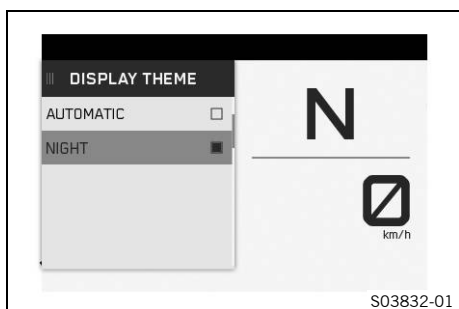 DISPLAY THEME
AUTOMATIC
NIGHT
N
0
km/h
S03832-01